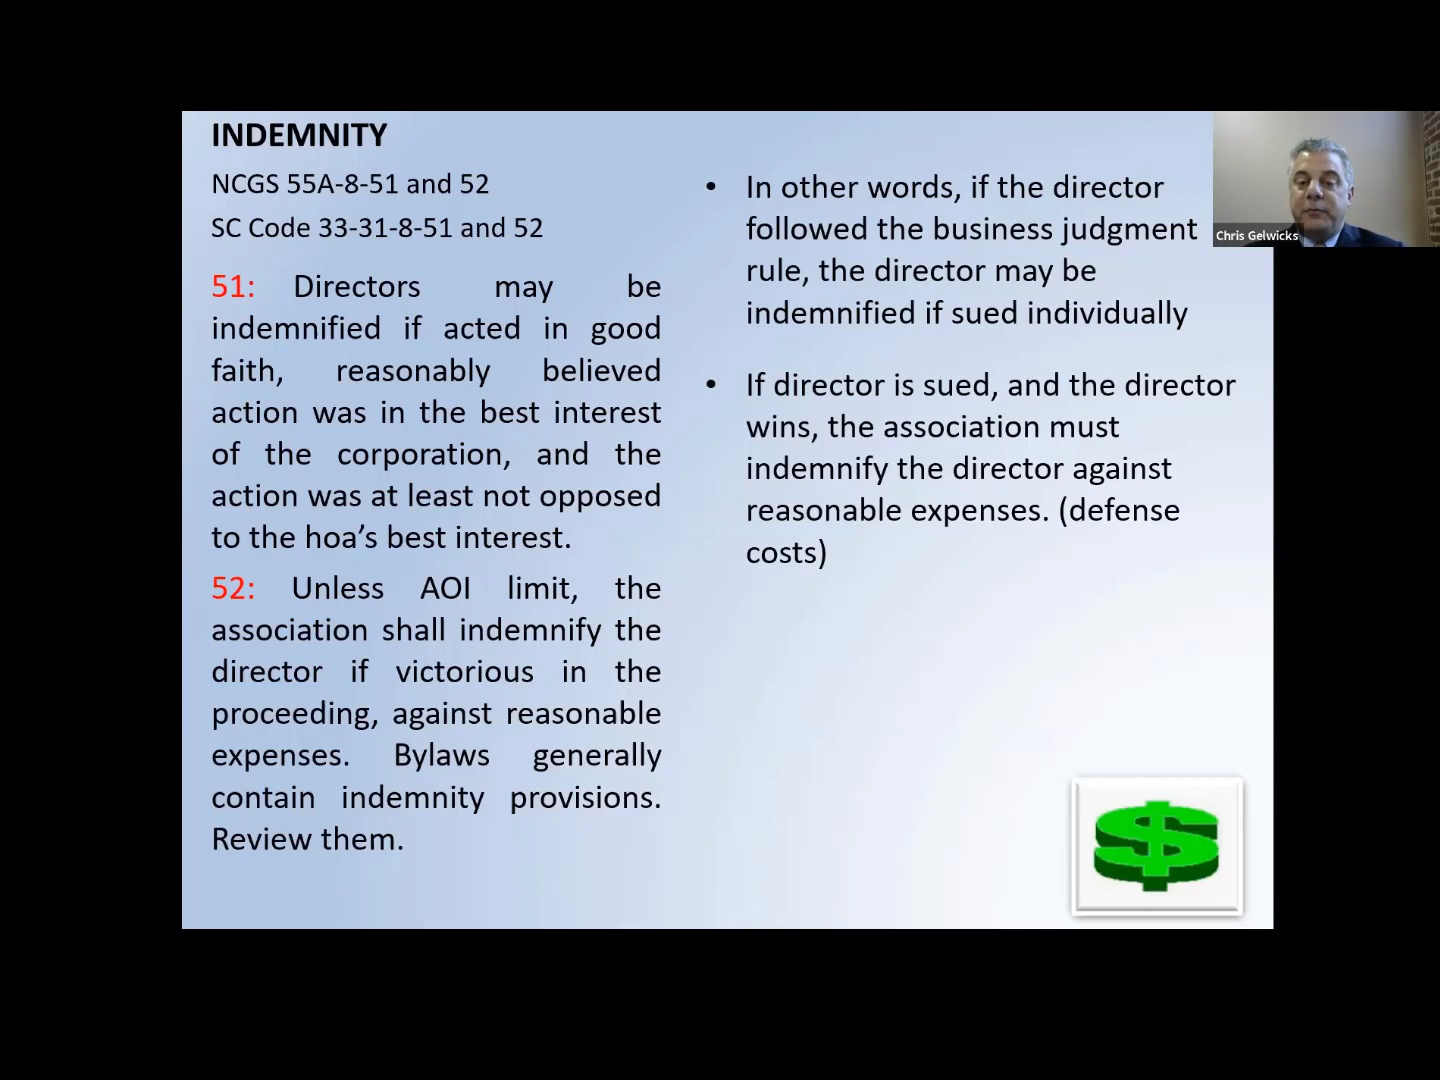 INDEMNITY
NCGS 55A-8-51 and 52
SC Code 33-31-8-51 and 52
51: Directors may be
indemnified if acted in good
faith, reasonably believed
action was in the best interest
of the corporation, and the
action was at least not opposed
to the hoa’s best interest.
52: Unless AOI limit, the
association shall indemnify the
director if victorious in the
proceeding, against reasonable
expenses. Bylaws generally
contain indemnity provisions.
Review them.
• In other words, if the director
followed the business judgment
rule, the director may be
indemnified if sued individually
• If director is sued, and the director
wins, the association must
indemnify the director against
reasonable expenses. (defense
costs)
Chris Gelwicks